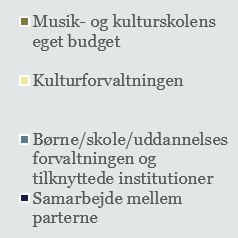 Musik- og kulturskolens
eget budget
Kulturforvaltningen
Børne/skole/uddannelses
forvaltningen og
tilknyttede institutioner
Samarbejde mellem
parterne